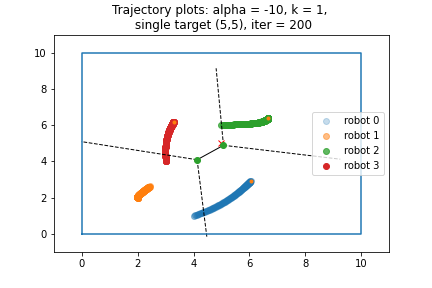 Trajectory plots: alpha = -10, k = 1,
single target (5,5), iter = 200
10
8
6
4
2
0
0 2 4 6 8 10
robot 0
robot 1
robot 2
robot 3